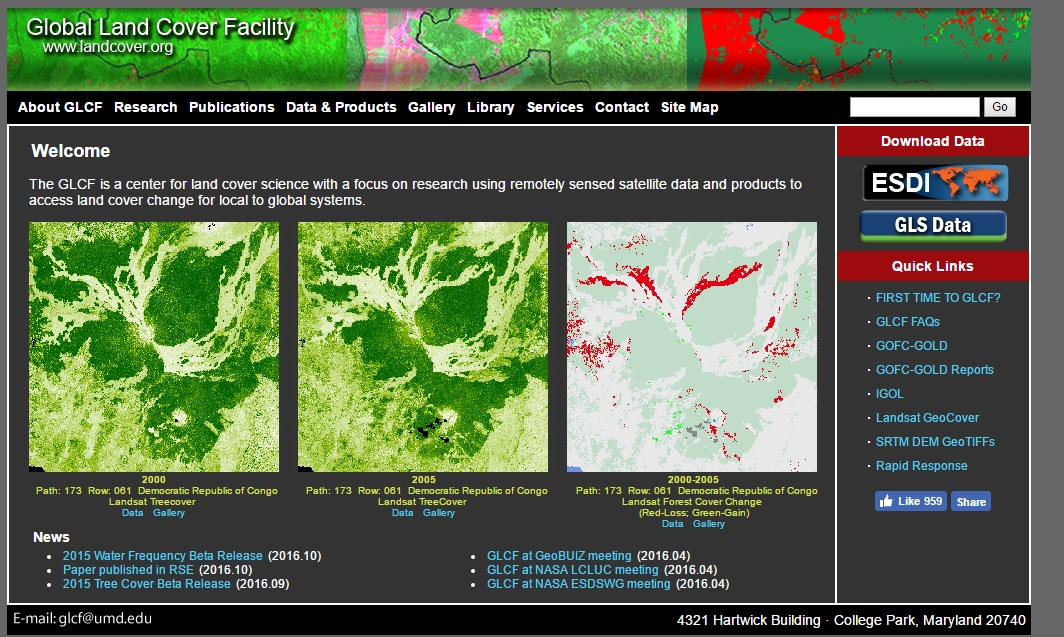 Global Land Cover Facility
www.landcover.org
About GLCF Research Publications Data & Products Gallery Library Services Contact Site Map
Go
Welcome
The GLCF is a center for land cover science with a focus on research using remotely sensed satellite data and products to
access land cover change for local to global systems.
2000
Path: 173 Row: 061 Democratic Republic of Congo
Landsat Treecover
Data Gallery
2005
Path: 173 Row: 061 Democratic Republic of Congo
Landsat TreeCover
Data Gallery
2000-2005
Path: 173 Row: 061 Democratic Republic of Congo
Landsat Forest Cover Change
(Red-Loss; Green-Gain)
Data Gallery
News
2015 Water Frequency Beta Release (2016.10)
Paper published in RSE (2016.10)
2015 Tree Cover Beta Release (2016.09)
GLCF at GeoBUIZ meeting (2016.04)
GLCF at NASA LCLUC meeting (2016.04)
GLCF at NASA ESDSWG meeting (2016.04)
Download Data
ESDI
GLS Data
Quick Links
FIRST TIME TO GLCF?
GLCF FAQs
GOFC-GOLD
GOFC-GOLD Reports
IGOL
Landsat GeoCover
SRTM DEM GeoTIFFs
Rapid Response
Like 959 Share
E-mail: glcf@umd.edu
4321 Hartwick Building · College Park, Maryland 20740